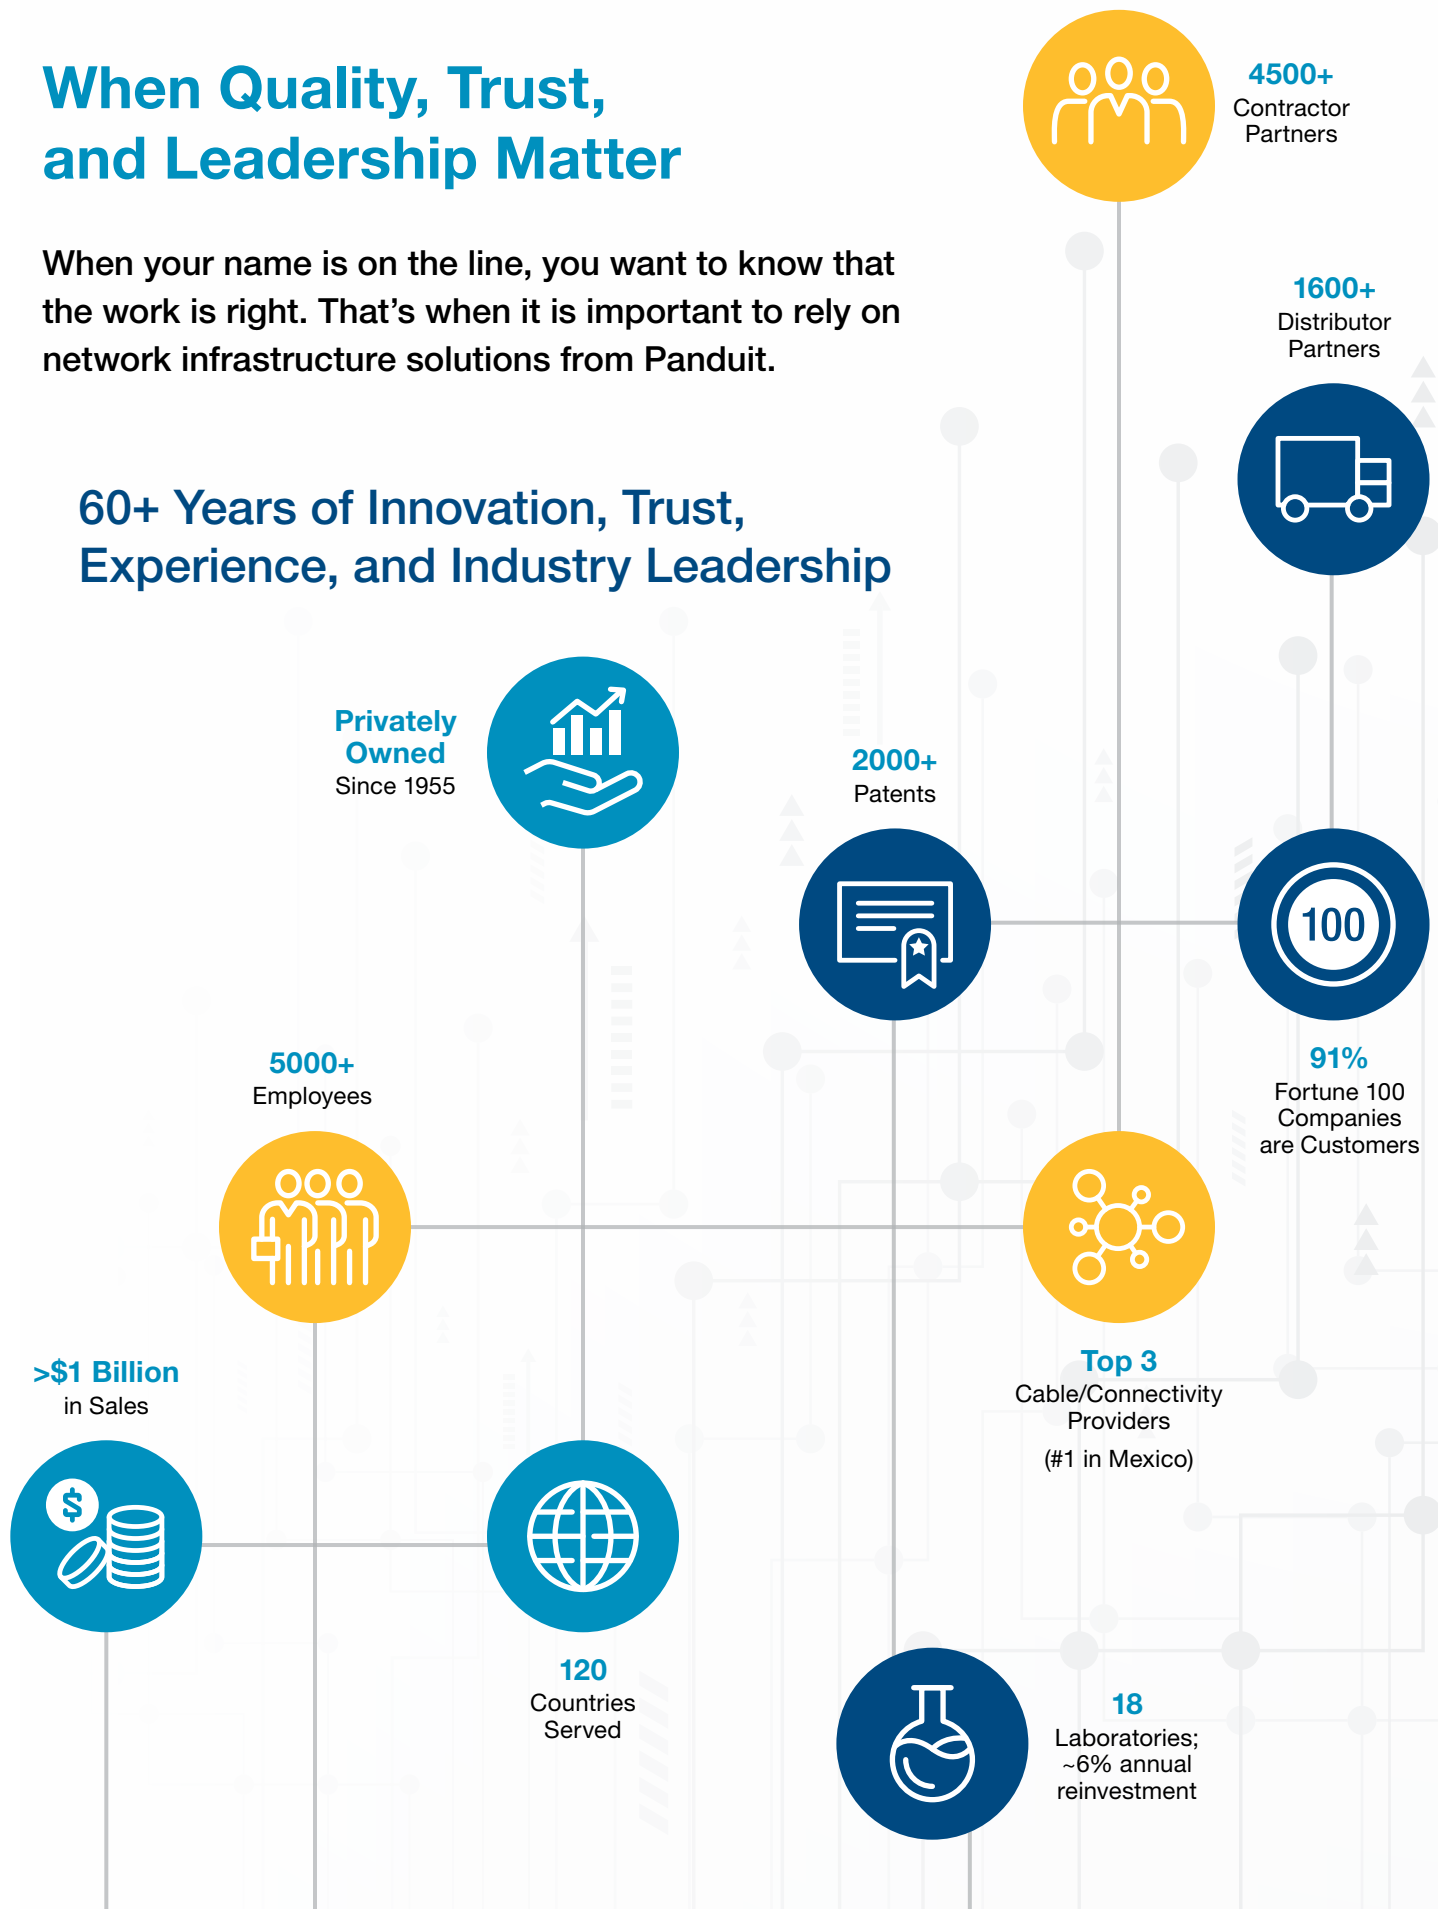 When Quality, Trust,
and Leadership Matter
When your name is on the line, you want to know that
the work is right. That’s when it is important to rely on
network infrastructure solutions from Panduit.
60+ Years of Innovation, Trust,
Experience, and Industry Leadership
4500+
Contractor
Partners
1600+
Distributor
Partners
Privately
Owned
Since 1955
2000+
Patents
100
91%
Fortune 100
Companies
are Customers
5000+
Employees
Top 3
Cable/Connectivity
Providers
(#1 in Mexico)
>$1 Billion
in Sales
$
120
Countries
Served
18
Laboratories;
~6% annual
reinvestment